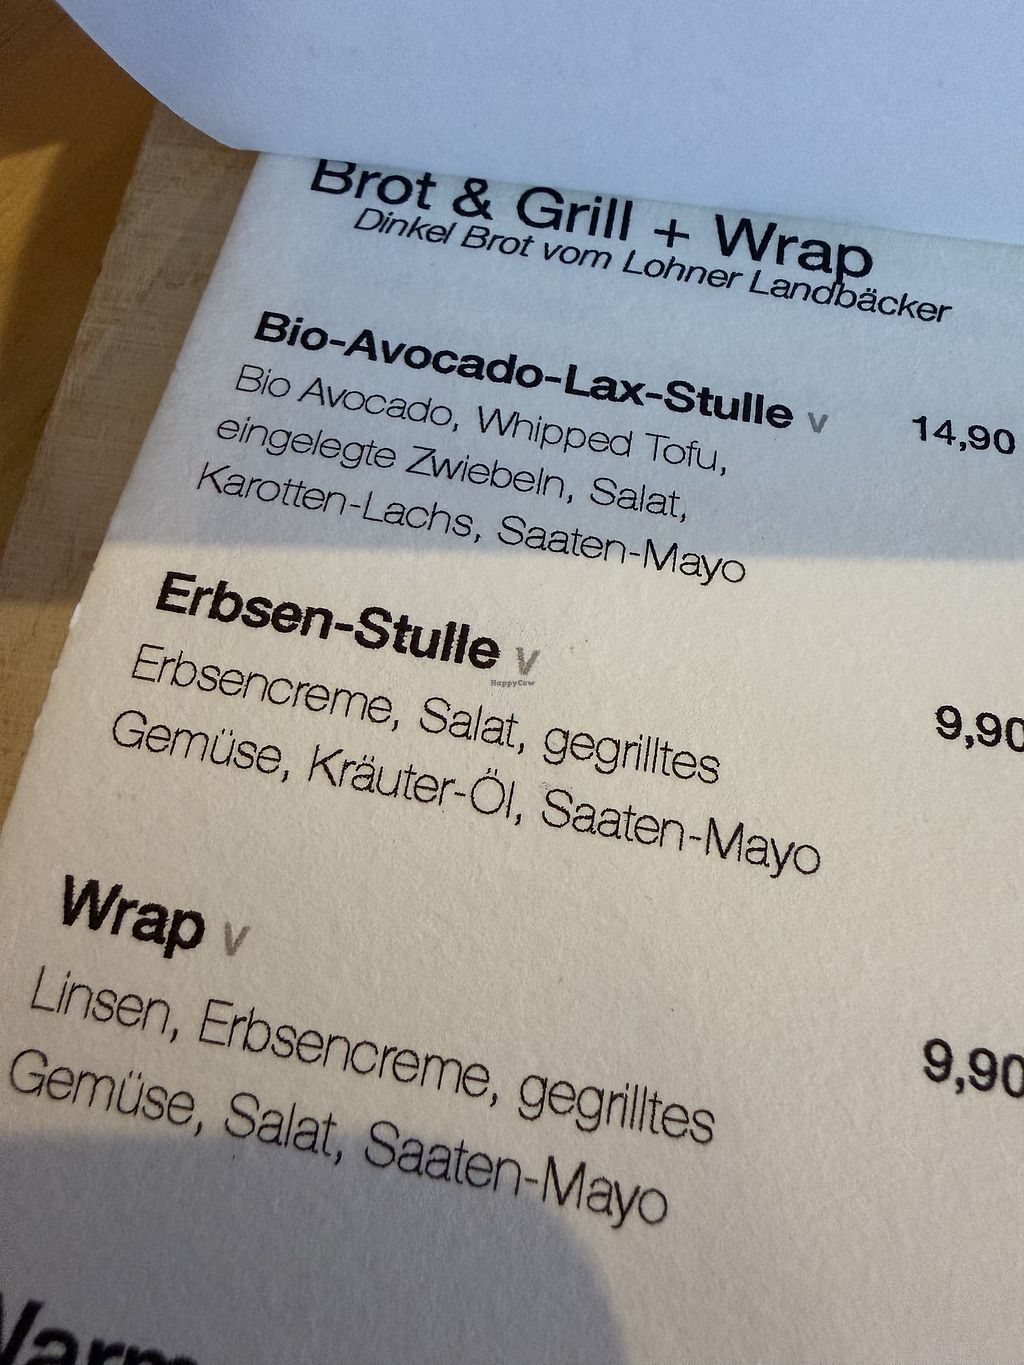 Brot & Grill + Wrap
Dinkel Brot vom Lohner Landbäcker
Bio-Avocado-Lax-Stulle v 14,90
Bio Avocado, Whipped Tofu,
eingelegte Zwiebeln, Salat,
Karotten-Lachs, Saaten-Mayo
Erbsen-Stulle v
HappyCow
9,90
Erbsencreme, Salat, gegrilltes
Gemüse, Kräuter-Öl, Saaten-Mayo
Wrap v
9,90
Linsen, Erbsencreme, gegrilltes
Gemüse, Salat, Saaten-Mayo